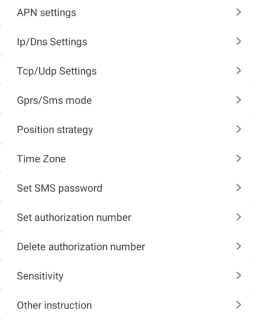 APN settings
Ip/Dns Settings
Tcp/Udp Settings
Gprs/Sms mode
Position strategy
Time Zone
Set SMS password
Set authorization number
Delete authorization number
Sensitivity
Other instruction